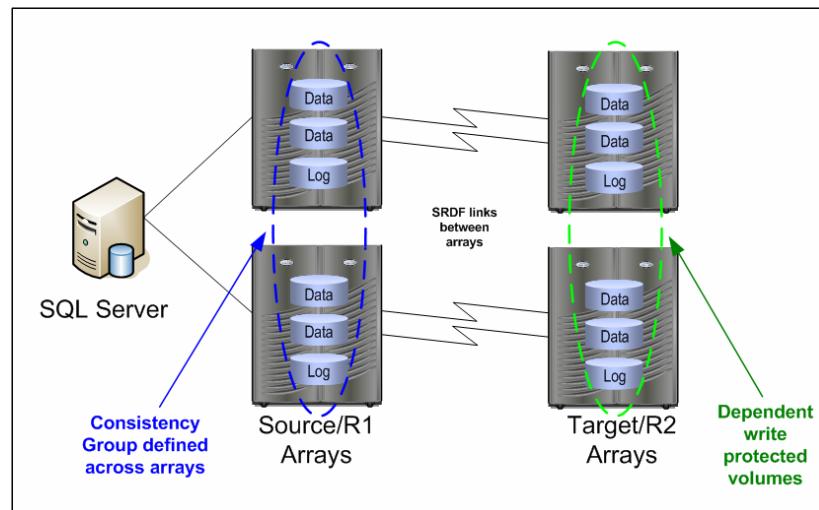 Data
Data
Log
Data
Data
Log
SRDF links
between
arrays
SQL Server
Data
Data
Log
Data
Data
Log
Consistency
Group defined
across arrays
Source/R1
Arrays
Target/R2
Arrays
Dependent
write
protected
volumes